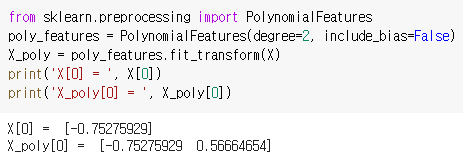 from sklearn.preprocessing import PolynomialFeatures
poly_features = PolynomialFeatures(degree=2, include_bias=False)
X_poly = poly_features.fit_transform(X)
print('X[0] = ', X[0])
print('X_poly[0] = ', X_poly[0])
X[0] =  [-0.75275929]
X_poly[0] =  [-0.75275929  0.56664654]